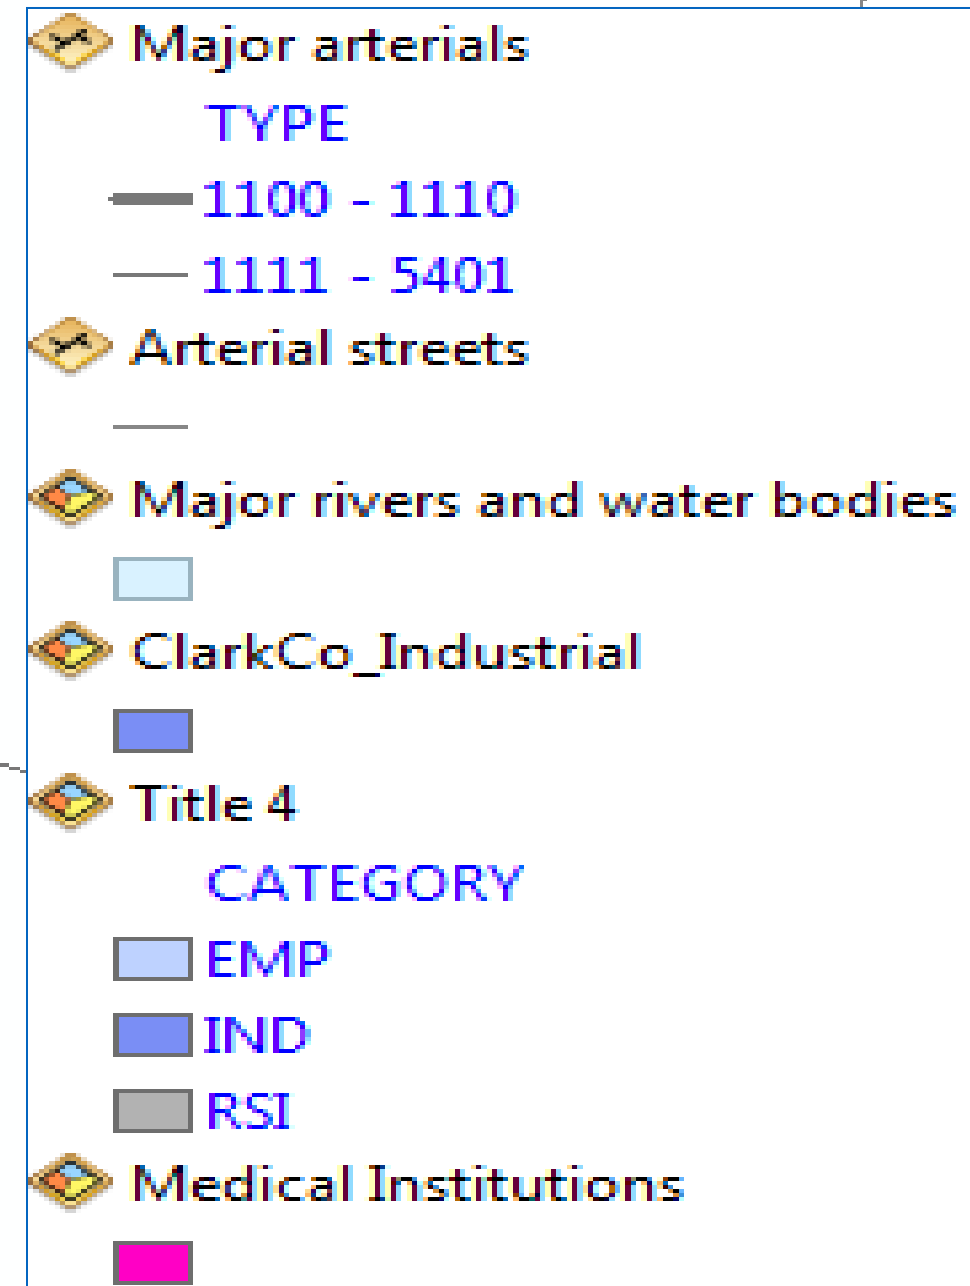 Major arterials
TYPE
1100 - 1110
1111 - 5401
Arterial streets
Major rivers and water bodies
ClarkCo_Industrial
Title 4
CATEGORY
EMP
IND
RSI
Medical Institutions